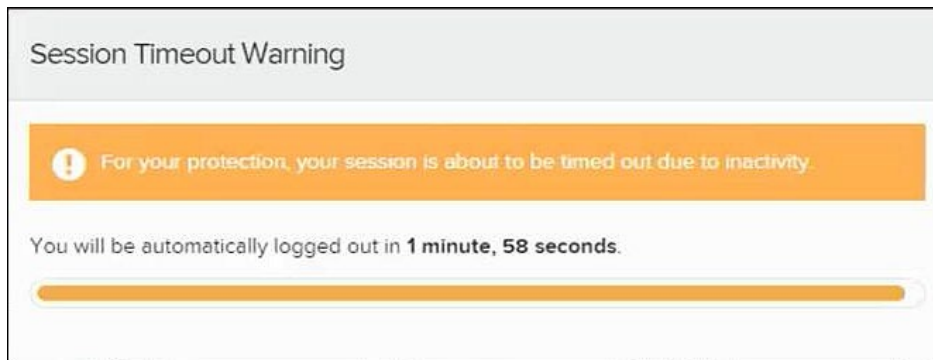 Session Timeout Warning
! For your protection, your session is about to be timed out due to inactivity.
You will be automatically logged out in 1 minute, 58 seconds.